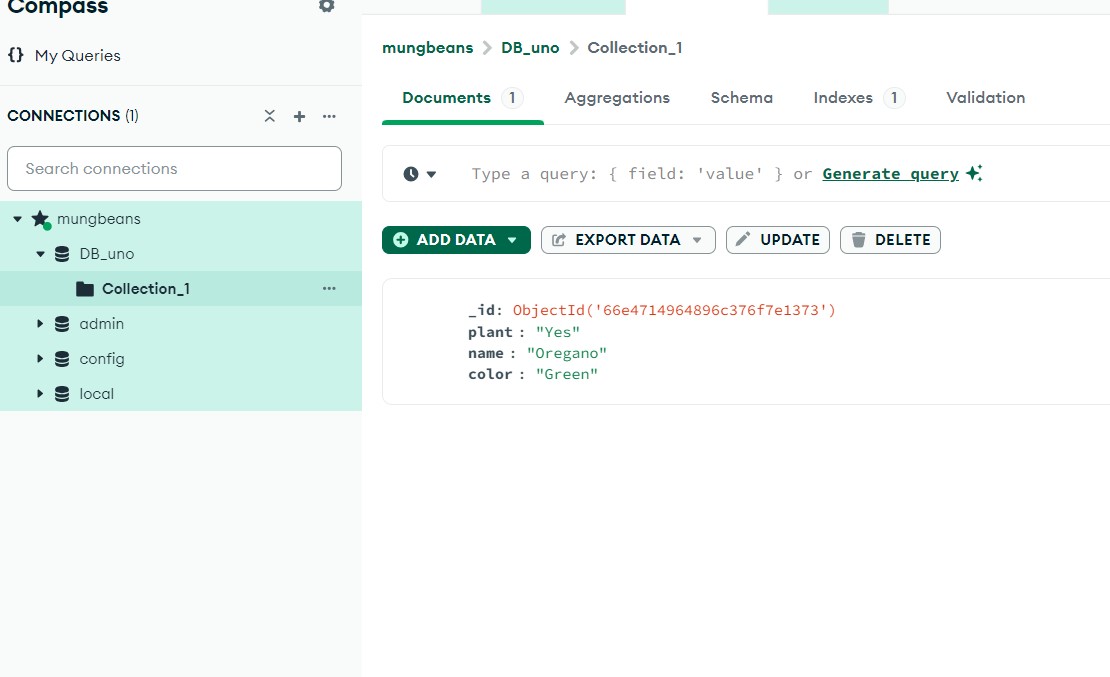 Compass
{} My Queries
CONNECTIONS (1)
Search connections
mungbeans
DB_uno
Collection_1
admin
config
local
mungbeans > DB_uno > Collection_1
Documents 1 Aggregations Schema Indexes 1 Validation
Type a query: { field: 'value' } or Generate query
ADD DATA EXPORT DATA UPDATE DELETE
_id: ObjectId('66e4714964896c376f7e1373')
plant : "Yes"
name : "Oregano"
color : "Green"